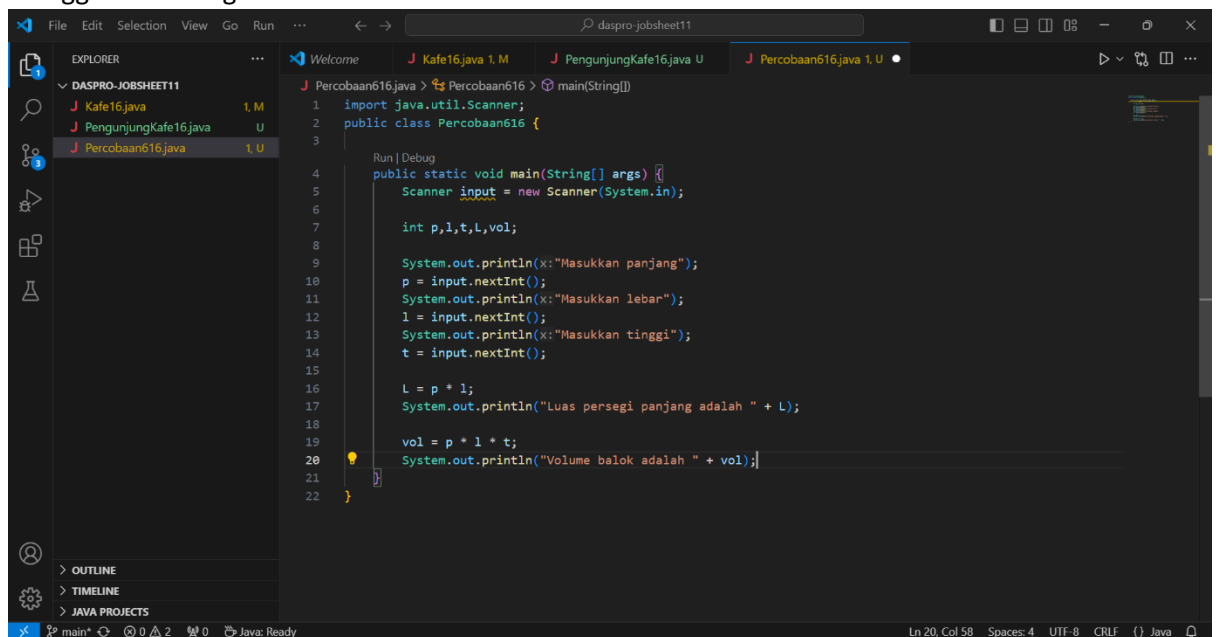 File Edit Selection View Go Run ... daspro-jobsheet11
EXPLORER ...
DASPRO-JOBSHEET11
J Kafe16.java 1, M
J PengunjungKafe16.java U
J Percobaan616.java 1, U
Welcome J Kafe16.java 1, M J PengunjungKafe16.java U J Percobaan616.java 1, U
J Percobaan616.java > Percobaan616 > main(String[])
1 import java.util.Scanner;
2 public class Percobaan616 {
3
Run | Debug
4 public static void main(String[] args) {
5 Scanner input = new Scanner(System.in);
6
7 int p,l,t,L,vol;
8
9 System.out.println(x:"Masukkan panjang");
10 p = input.nextInt();
11 System.out.println(x:"Masukkan lebar");
12 l = input.nextInt();
13 System.out.println(x:"Masukkan tinggi");
14 t = input.nextInt();
15
16 L = p * l;
17 System.out.println("Luas persegi panjang adalah " + L);
18
19 vol = p * l * t;
20 System.out.println("Volume balok adalah " + vol);
21 }
22 }
OUTLINE
TIMELINE
JAVA PROJECTS
main* 0 2 0 Java: Ready Ln 20, Col 58 Spaces: 4 UTF-8 CRLF {} Java